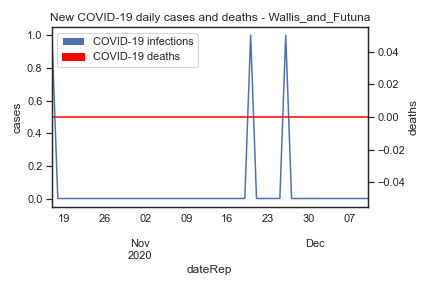 New COVID-19 daily cases and deaths - Wallis_and_Futuna
COVID-19 infections
COVID-19 deaths
1.0
0.8
0.6
0.4
0.2
0.0
cases
0.04
0.02
0.00
−0.02
−0.04
deaths
19 26 02 09 16 23 30 07
Nov Dec
2020
dateRep